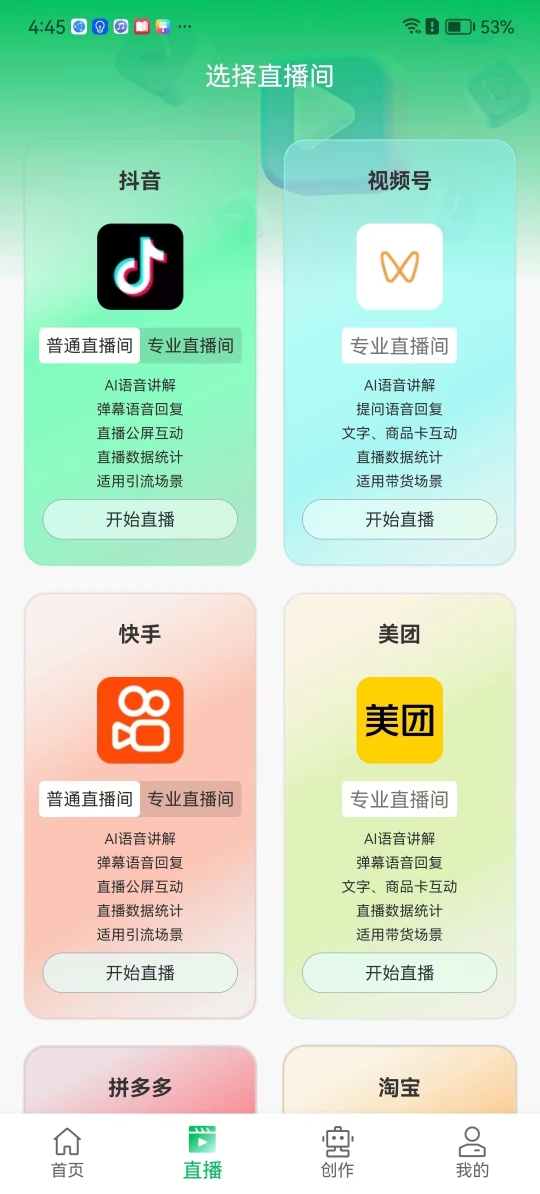 4:45
53%
选择直播间
抖音
普通直播间 专业直播间
AI语音讲解
弹幕语音回复
直播公屏互动
直播数据统计
适用引流场景
开始直播
视频号
专业直播间
AI语音讲解
提问语音回复
文字、商品卡互动
直播数据统计
适用带货场景
开始直播
快手
普通直播间 专业直播间
AI语音讲解
弹幕语音回复
直播公屏互动
直播数据统计
适用引流场景
开始直播
美团
美团
专业直播间
AI语音讲解
弹幕语音回复
文字、商品卡互动
直播数据统计
适用带货场景
开始直播
拼多多
淘宝
首页
直播
创作
我的